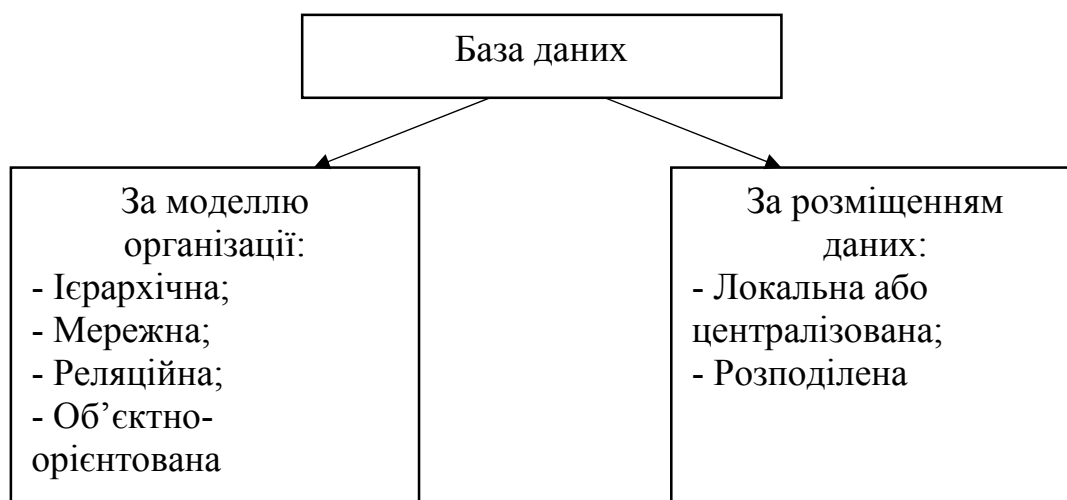 База даних
За моделлю
організації:
- Ієрархічна;
- Мережна;
- Реляційна;
- Об’єктно-
орієнтована
За розміщенням
даних:
- Локальна або
централізована;
- Розподілена